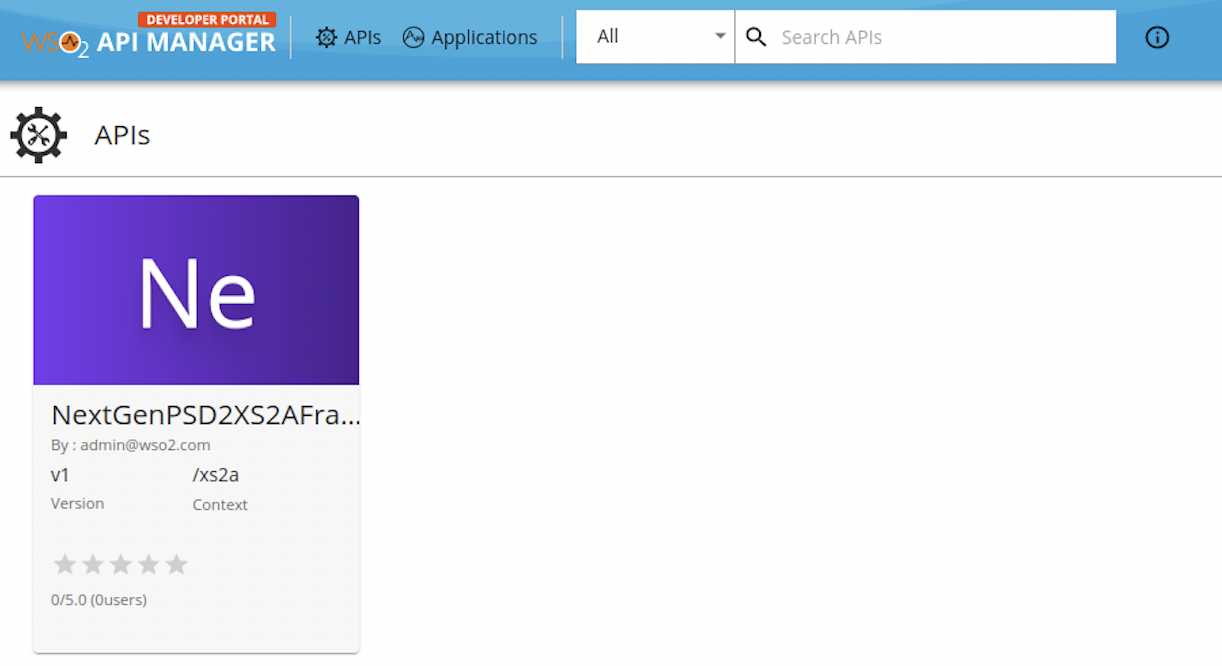 DEVELOPER PORTAL
WSO2 API MANAGER
APIs
Applications
All
Search APIs
APIs
Ne
NextGenPSD2XS2AFra...
By : admin@wso2.com
v1 /xs2a
Version Context
0/5.0 (0users)